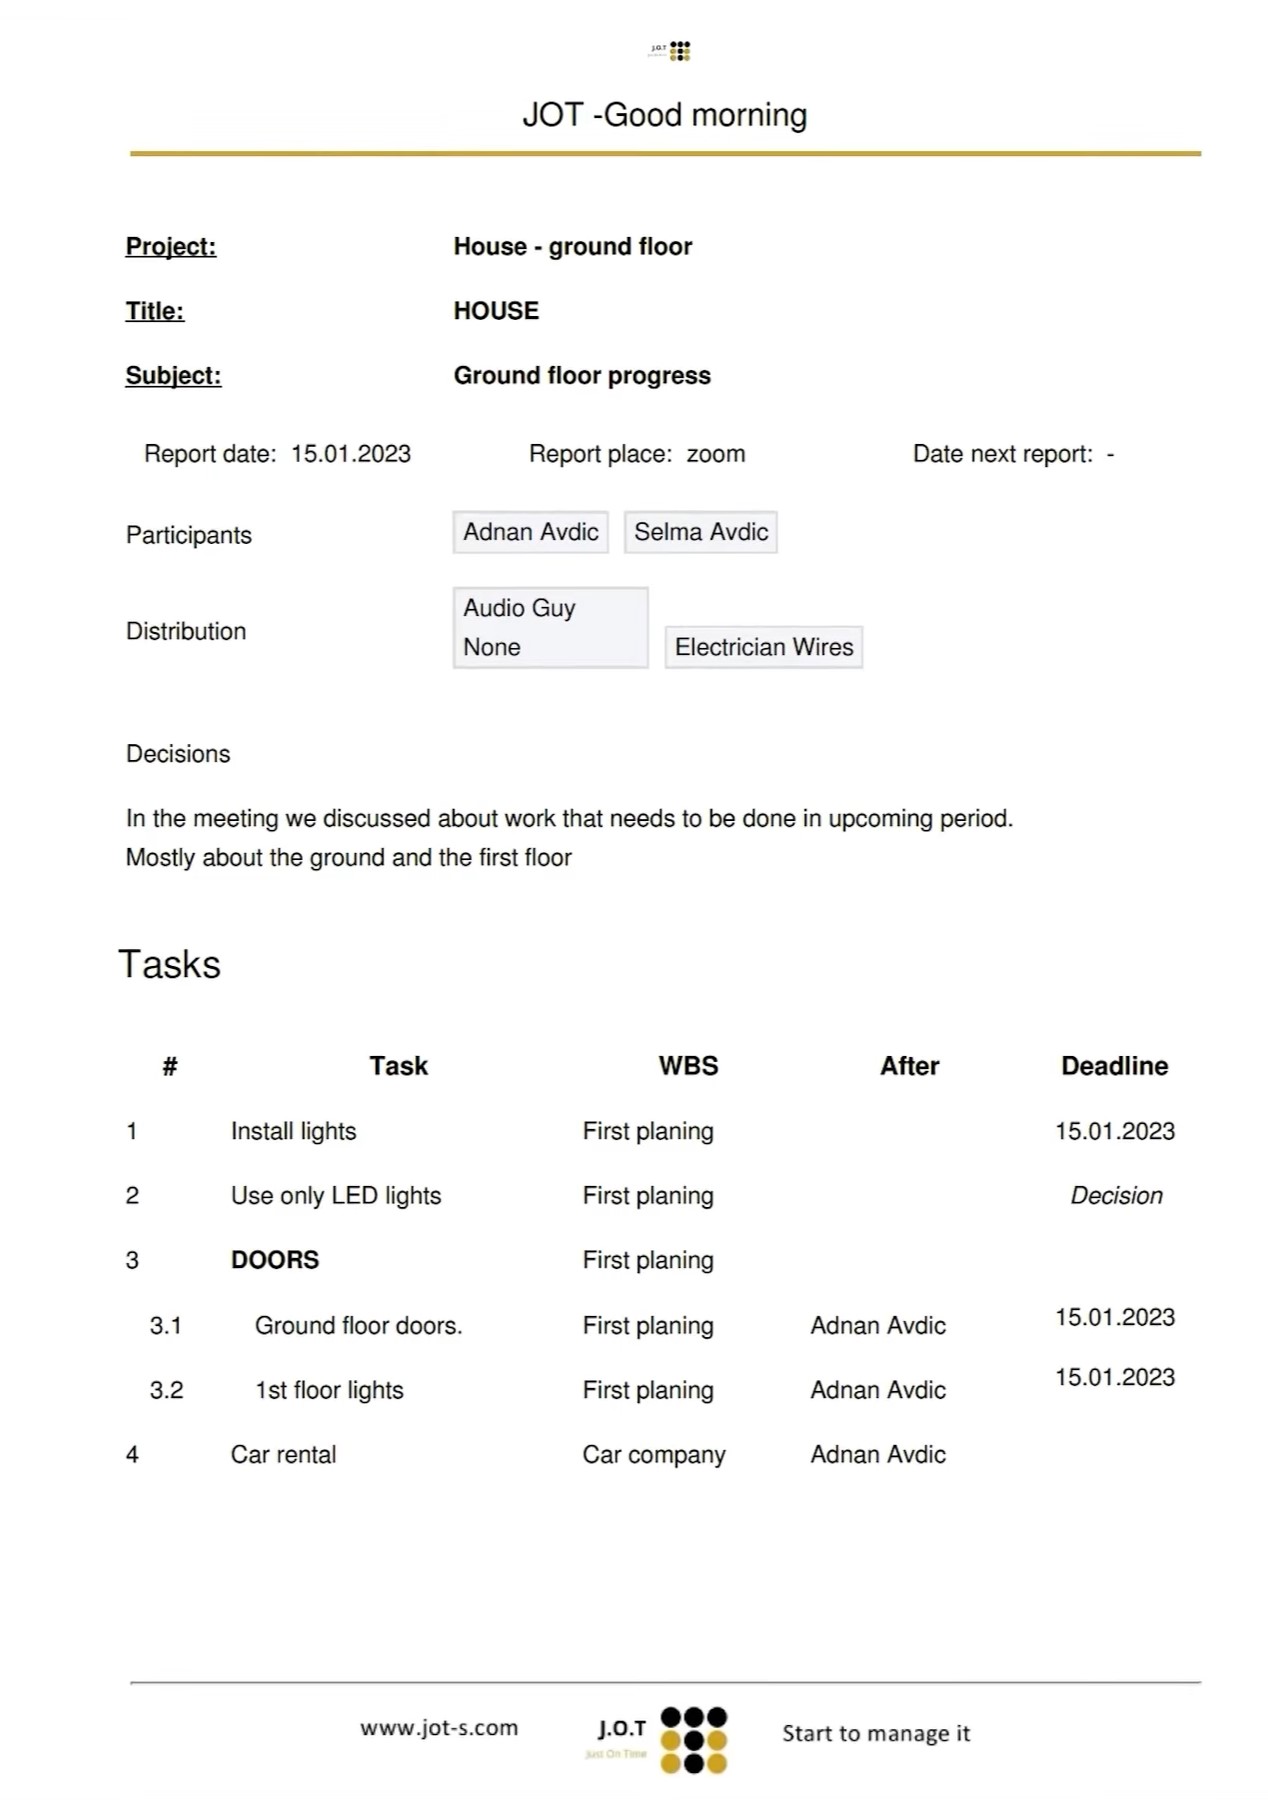 J.O.T
JOT -Good morning
Project: House - ground floor
Title: HOUSE
Subject: Ground floor progress
Report date: 15.01.2023 Report place: zoom Date next report: -
Participants Adnan Avdic Selma Avdic
Distribution Audio Guy None Electrician Wires
Decisions
In the meeting we discussed about work that needs to be done in upcoming period.
Mostly about the ground and the first floor
Tasks
# Task WBS After Deadline
1 Install lights First planing 15.01.2023
2 Use only LED lights First planing Decision
3 DOORS First planing
3.1 Ground floor doors. First planing Adnan Avdic 15.01.2023
3.2 1st floor lights First planing Adnan Avdic 15.01.2023
4 Car rental Car company Adnan Avdic
www.jot-s.com J.O.T Start to manage it
Just On Time